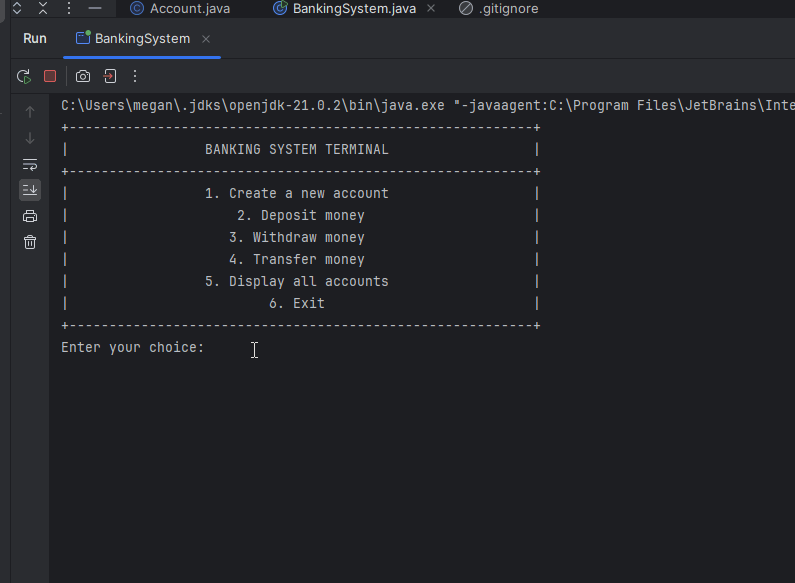 Account.java BankingSystem.java .gitignore
Run BankingSystem
C:\Users\megan\.jdks\openjdk-21.0.2\bin\java.exe "-javaagent:C:\Program Files\JetBrains\Inte
+----------------------------------------------------------+
|                 BANKING SYSTEM TERMINAL                  |
+----------------------------------------------------------+
|                 1. Create a new account                  |
|                     2. Deposit money                     |
|                    3. Withdraw money                     |
|                    4. Transfer money                     |
|                 5. Display all accounts                  |
|                         6. Exit                          |
+----------------------------------------------------------+
Enter your choice: